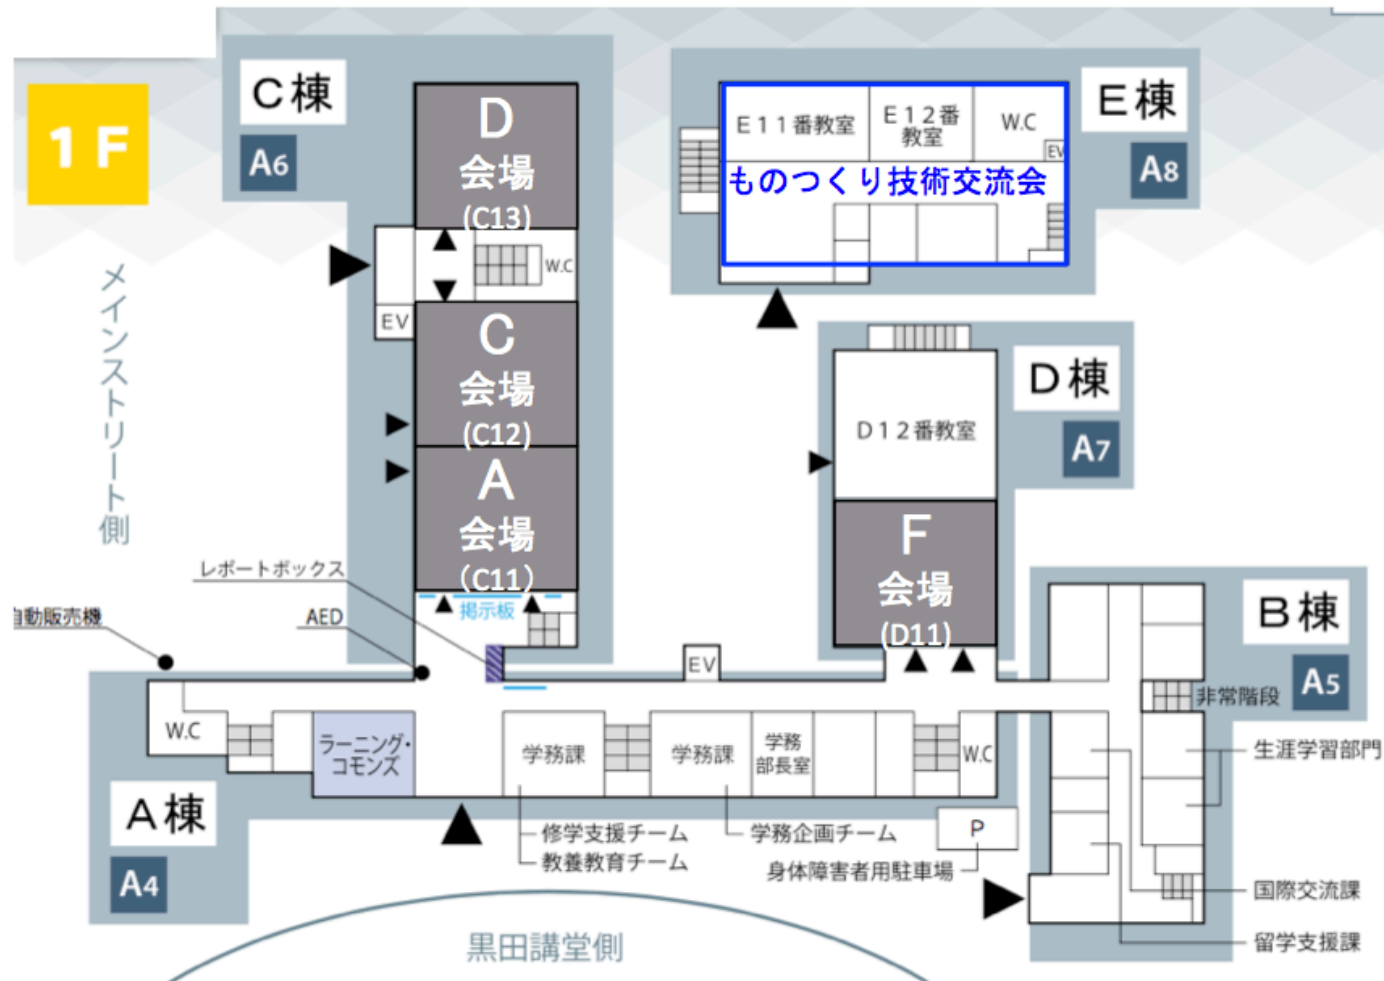 1F
C棟
A6
D
会場
(C13)
W.C
EV
C
会場
(C12)
A
会場
(C11)
掲示板
E11番教室
E12番
教室
W.C
EV
ものつくり技術交流会
E棟
A8
D棟
A7
D12番教室
F
会場
(D11)
メインストリート側
レポートボックス
自動販売機
AED
EV
B棟
A5
非常階段
生涯学習部門
国際交流課
留学支援課
W.C
ラーニング・
コモンズ
学務課
学務課
学務
部長室
W.C
A棟
A4
修学支援チーム
教養教育チーム
学務企画チーム
P
身体障害者用駐車場
黒田講堂側